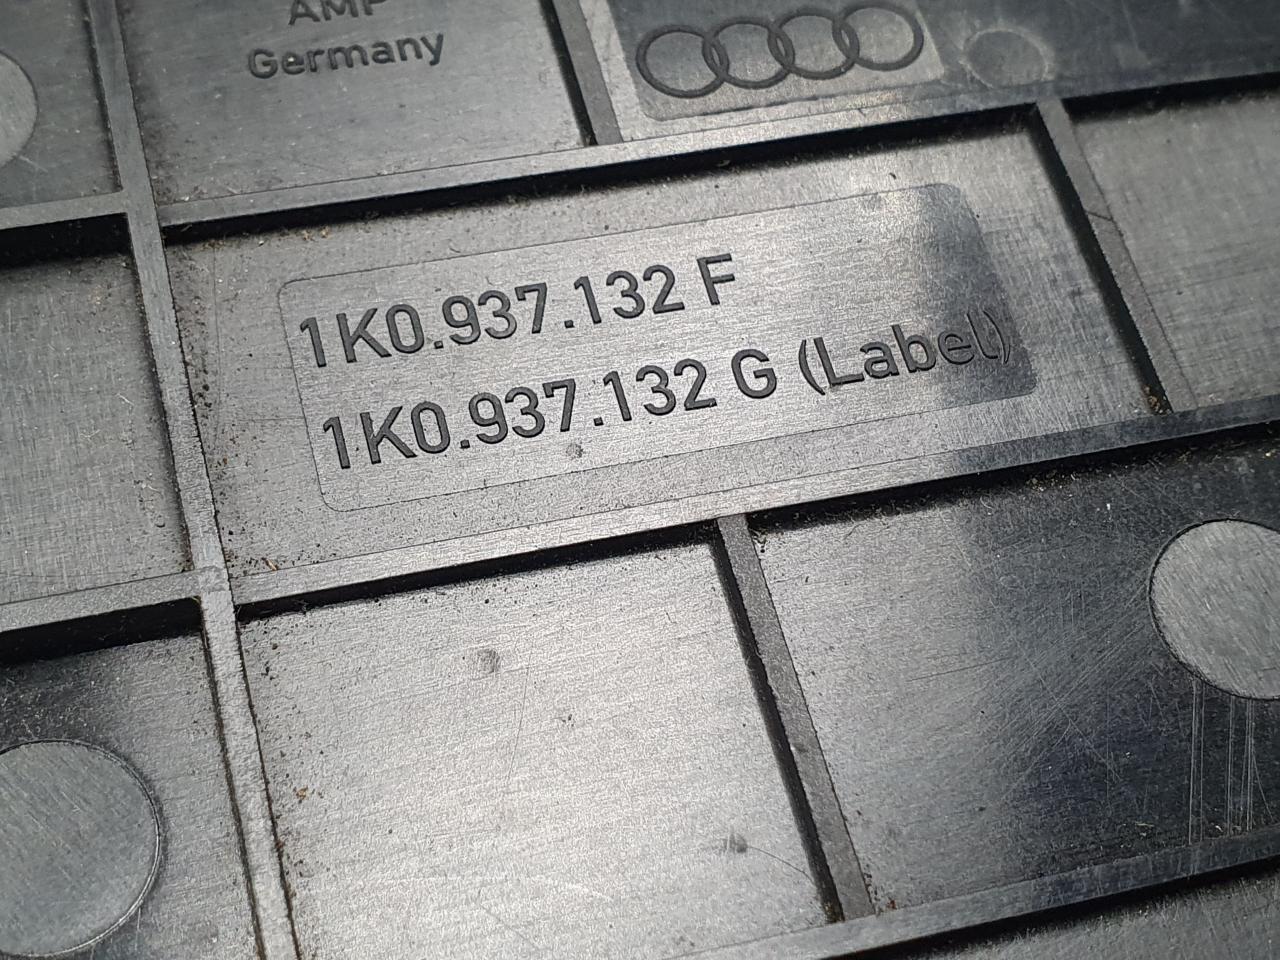 AMP
Germany
1K0.937.132 F
1K0.937.132 G (Label)